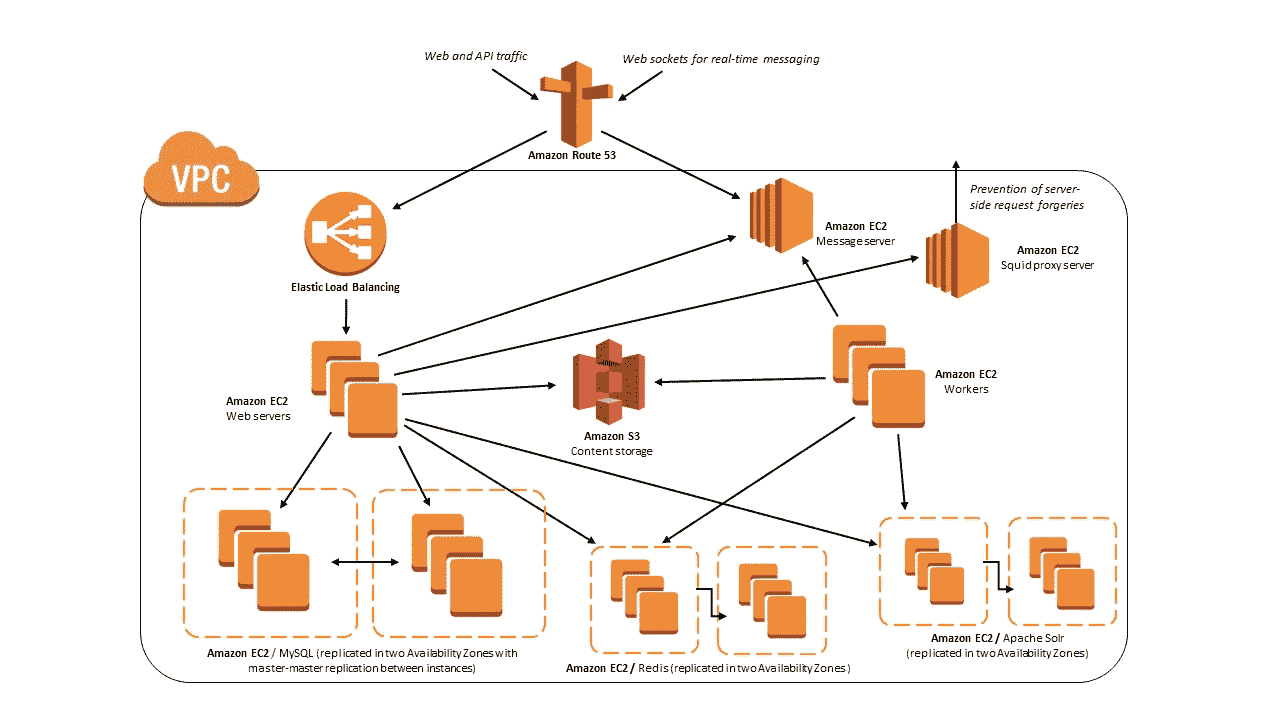 Web and API traffic
Web sockets for real-time messaging
Amazon Route 53
VPC
Prevention of server-
side request forgeries
Amazon EC2
Message server
Amazon EC2
Squid proxy server
Elastic Load Balancing
Amazon EC2
Web servers
Amazon S3
Content storage
Amazon EC2
Workers
Amazon EC2 / MySQL (replicated in two Availability Zones with
master-master replication between instances)
Amazon EC2 / Redis (replicated in two Availability Zones )
Amazon EC2 / Apache Solr
(replicated in two Availability Zones)